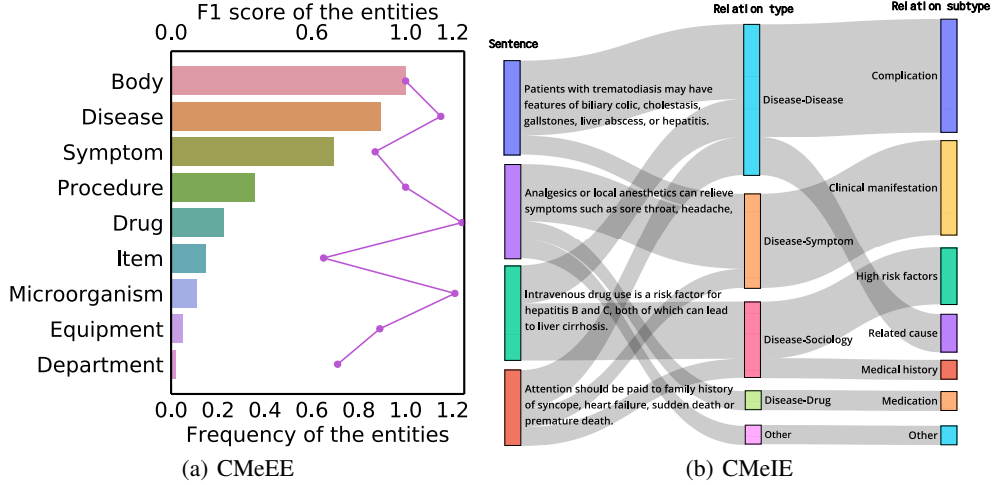 F1 score of the entities
0.0 0.6 1.0 1.2
Body
Disease
Symptom
Procedure
Drug
Item
Microorganism
Equipment
Department
0.0 0.2 0.4 0.6 0.8 1.0 1.2
Frequency of the entities
(a) CMeEE
Sentence
Relation type
Relation subtype
Patients with trematodiasis may have
features of biliary colic, cholestasis,
gallstones, liver abscess, or hepatitis.
Analgesics or local anesthetics can relieve
symptoms such as sore throat, headache,
Intravenous drug use is a risk factor for
hepatitis B and C, both of which can lead
to liver cirrhosis.
Attention should be paid to family history
of syncope, heart failure, sudden death or
premature death.
Disease-Disease
Disease-Symptom
Disease-Sociology
Disease-Drug
Other
Complication
Clinical manifestation
High risk factors
Related cause
Medical history
Medication
Other
(b) CMeIE